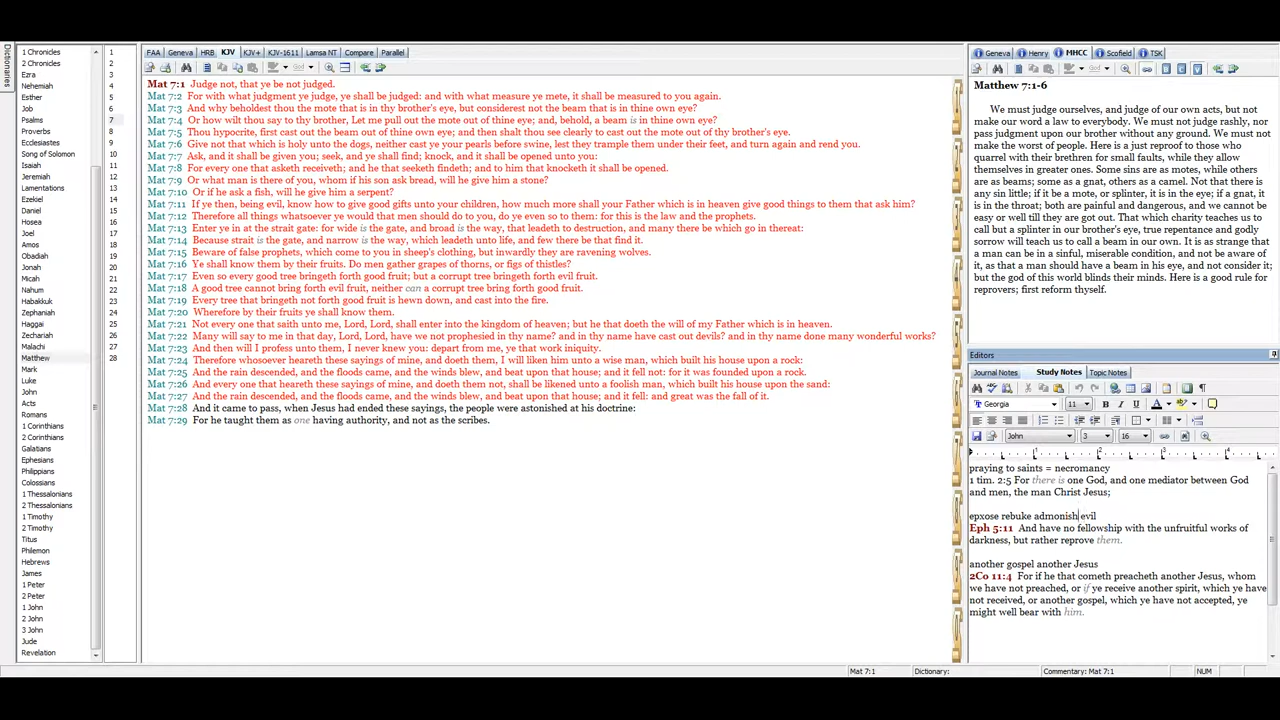 Dictionaries
1 Chronicles
2 Chronicles
Ezra
Nehemiah
Esther
Job
Psalms
Proverbs
Ecclesiastes
Song of Solomon
Isaiah
Jeremiah
Lamentations
Ezekiel
Daniel
Hosea
Joel
Amos
Obadiah
Jonah
Micah
Nahum
Habakkuk
Zephaniah
Haggai
Zechariah
Malachi
Matthew
Mark
Luke
John
Acts
Romans
1 Corinthians
2 Corinthians
Galatians
Ephesians
Philippians
Colossians
1 Thessalonians
2 Thessalonians
1 Timothy
2 Timothy
Titus
Philemon
Hebrews
James
1 Peter
2 Peter
1 John
2 John
3 John
Jude
Revelation
1
2
3
4
5
6
7
8
9
10
11
12
13
14
15
16
17
18
19
20
21
22
23
24
25
26
27
28
FAA Geneva HRB KJV KJV+ KJV-1611 Lamsa NT Compare Parallel
Mat 7:1 Judge not, that ye be not judged.
Mat 7:2 For with what judgment ye judge, ye shall be judged: and with what measure ye mete, it shall be measured to you again.
Mat 7:3 And why beholdest thou the mote that is in thy brother's eye, but considerest not the beam that is in thine own eye?
Mat 7:4 Or how wilt thou say to thy brother, Let me pull out the mote out of thine eye; and, behold, a beam is in thine own eye?
Mat 7:5 Thou hypocrite, first cast out the beam out of thine own eye; and then shalt thou see clearly to cast out the mote out of thy brother's eye.
Mat 7:6 Give not that which is holy unto the dogs, neither cast ye your pearls before swine, lest they trample them under their feet, and turn again and rend you.
Mat 7:7 Ask, and it shall be given you; seek, and ye shall find; knock, and it shall be opened unto you:
Mat 7:8 For every one that asketh receiveth; and he that seeketh findeth; and to him that knocketh it shall be opened.
Mat 7:9 Or what man is there of you, whom if his son ask bread, will he give him a stone?
Mat 7:10 Or if he ask a fish, will he give him a serpent?
Mat 7:11 If ye then, being evil, know how to give good gifts unto your children, how much more shall your Father which is in heaven give good things to them that ask him?
Mat 7:12 Therefore all things whatsoever ye would that men should do to you, do ye even so to them: for this is the law and the prophets.
Mat 7:13 Enter ye in at the strait gate: for wide is the gate, and broad is the way, that leadeth to destruction, and many there be which go in thereat:
Mat 7:14 Because strait is the gate, and narrow is the way, which leadeth unto life, and few there be that find it.
Mat 7:15 Beware of false prophets, which come to you in sheep's clothing, but inwardly they are ravening wolves.
Mat 7:16 Ye shall know them by their fruits. Do men gather grapes of thorns, or figs of thistles?
Mat 7:17 Even so every good tree bringeth forth good fruit; but a corrupt tree bringeth forth evil fruit.
Mat 7:18 A good tree cannot bring forth evil fruit, neither can a corrupt tree bring forth good fruit.
Mat 7:19 Every tree that bringeth not forth good fruit is hewn down, and cast into the fire.
Mat 7:20 Wherefore by their fruits ye shall know them.
Mat 7:21 Not every one that saith unto me, Lord, Lord, shall enter into the kingdom of heaven; but he that doeth the will of my Father which is in heaven.
Mat 7:22 Many will say to me in that day, Lord, Lord, have we not prophesied in thy name? and in thy name have cast out devils? and in thy name done many wonderful works?
Mat 7:23 And then will I profess unto them, I never knew you: depart from me, ye that work iniquity.
Mat 7:24 Therefore whosoever heareth these sayings of mine, and doeth them, I will liken him unto a wise man, which built his house upon a rock:
Mat 7:25 And the rain descended, and the floods came, and the winds blew, and beat upon that house; and it fell not: for it was founded upon a rock.
Mat 7:26 And every one that heareth these sayings of mine, and doeth them not, shall be likened unto a foolish man, which built his house upon the sand:
Mat 7:27 And the rain descended, and the floods came, and the winds blew, and beat upon that house; and it fell: and great was the fall of it.
Mat 7:28 And it came to pass, when Jesus had ended these sayings, the people were astonished at his doctrine:
Mat 7:29 For he taught them as one having authority, and not as the scribes.
Geneva Henry MHCC Scofield TSK
Matthew 7:1-6
We must judge ourselves, and judge of our own acts, but not
make our word a law to everybody. We must not judge rashly, nor
pass judgment upon our brother without any ground. We must not
make the worst of people. Here is a just reproof to those who
quarrel with their brethren for small faults, while they allow
themselves in greater ones. Some sins are as motes, while others
are as beams; some as a gnat, others as a camel. Not that there is
any sin little; if it be a mote, or splinter, it is in the eye; if a gnat, it
is in the throat; both are painful and dangerous, and we cannot be
easy or well till they are got out. That which charity teaches us to
call but a splinter in our brother's eye, true repentance and godly
sorrow will teach us to call a beam in our own. It is as strange that
a man can be in a sinful, miserable condition, and not be aware of
it, as that a man should have a beam in his eye, and not consider it;
but the god of this world blinds their minds. Here is a good rule for
reprovers; first reform thyself.
Editors
Journal Notes Study Notes Topic Notes
Georgia 11 B I U A
John 3 16
1 2 3 4
praying to saints = necromancy
1 tim. 2:5 For there is one God, and one mediator between God
and men, the man Christ Jesus;
epxose rebuke admonish evil
Eph 5:11 And have no fellowship with the unfruitful works of
darkness, but rather reprove them.
another gospel another Jesus
2Co 11:4 For if he that cometh preacheth another Jesus, whom
we have not preached, or if ye receive another spirit, which ye have
not received, or another gospel, which ye have not accepted, ye
might well bear with him.
Mat 7:1 Dictionary: Commentary: Mat 7:1 NUM